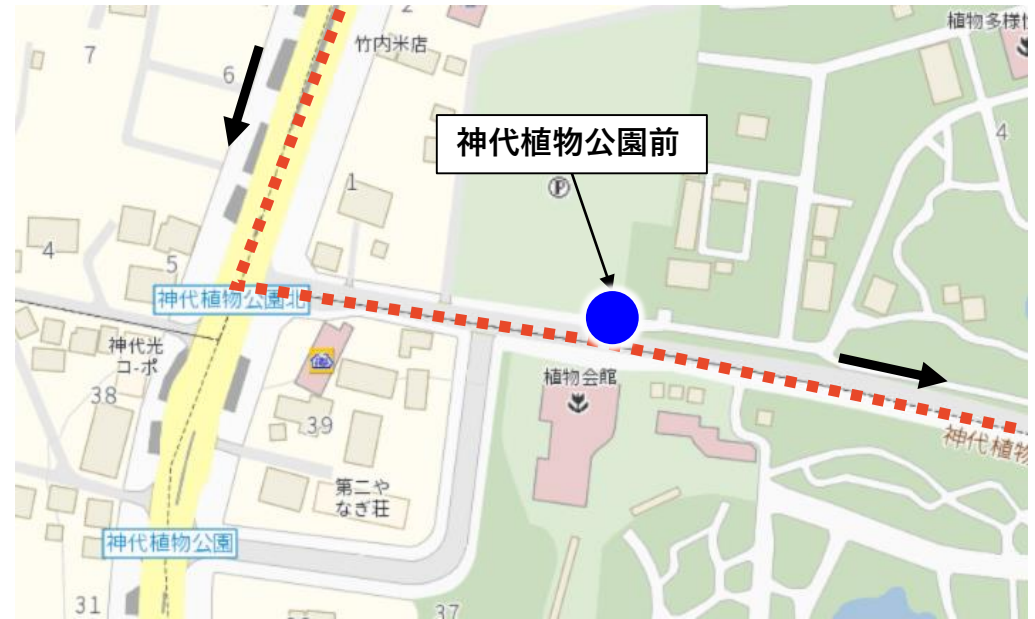 2
植物多様
竹内米店
7
6
神代植物公園前
4
1
P
4
5
神代植物公園北
神代光
コーポ
植物会館
38
39
神代植物
第二や
なぎ荘
神代植物公園
31
37